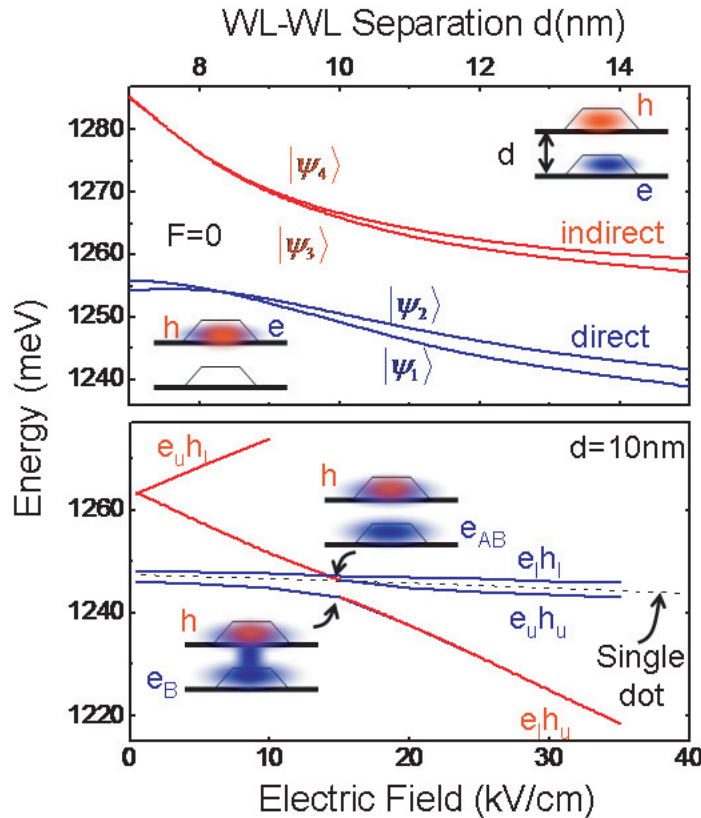 WL-WL Separation d(nm)
8 10 12 14
Energy (meV)
1280
1270
1260
1250
1240
h
d
e
|ψ₄⟩
F=0
|ψ₃⟩
indirect
|ψ₂⟩
h e
direct
|ψ₁⟩
1260
1240
1220
eᵤhₗ
d=10nm
h
e_AB
eₗhₗ
eᵤhᵤ
h
e_B
Single
dot
eₗhᵤ
0 10 20 30 40
Electric Field (kV/cm)